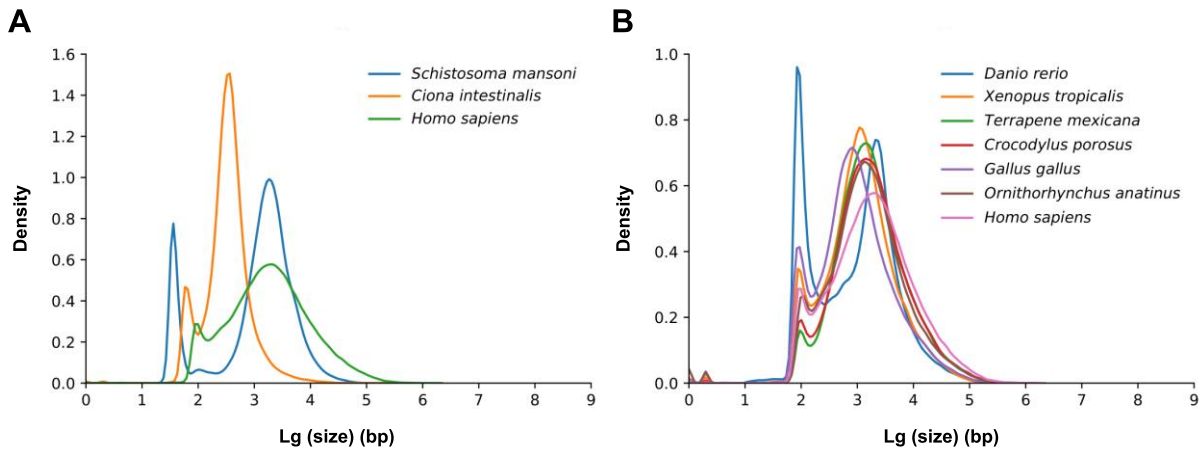 A
B
1.6
1.4
1.2
1.0
0.8
0.6
0.4
0.2
0.0
Density
0 1 2 3 4 5 6 7 8 9
Lg (size) (bp)
Schistosoma mansoni
Ciona intestinalis
Homo sapiens
1.0
0.8
0.6
0.4
0.2
0.0
Density
0 1 2 3 4 5 6 7 8 9
Lg (size) (bp)
Danio rerio
Xenopus tropicalis
Terrapene mexicana
Crocodylus porosus
Gallus gallus
Ornithorhynchus anatinus
Homo sapiens